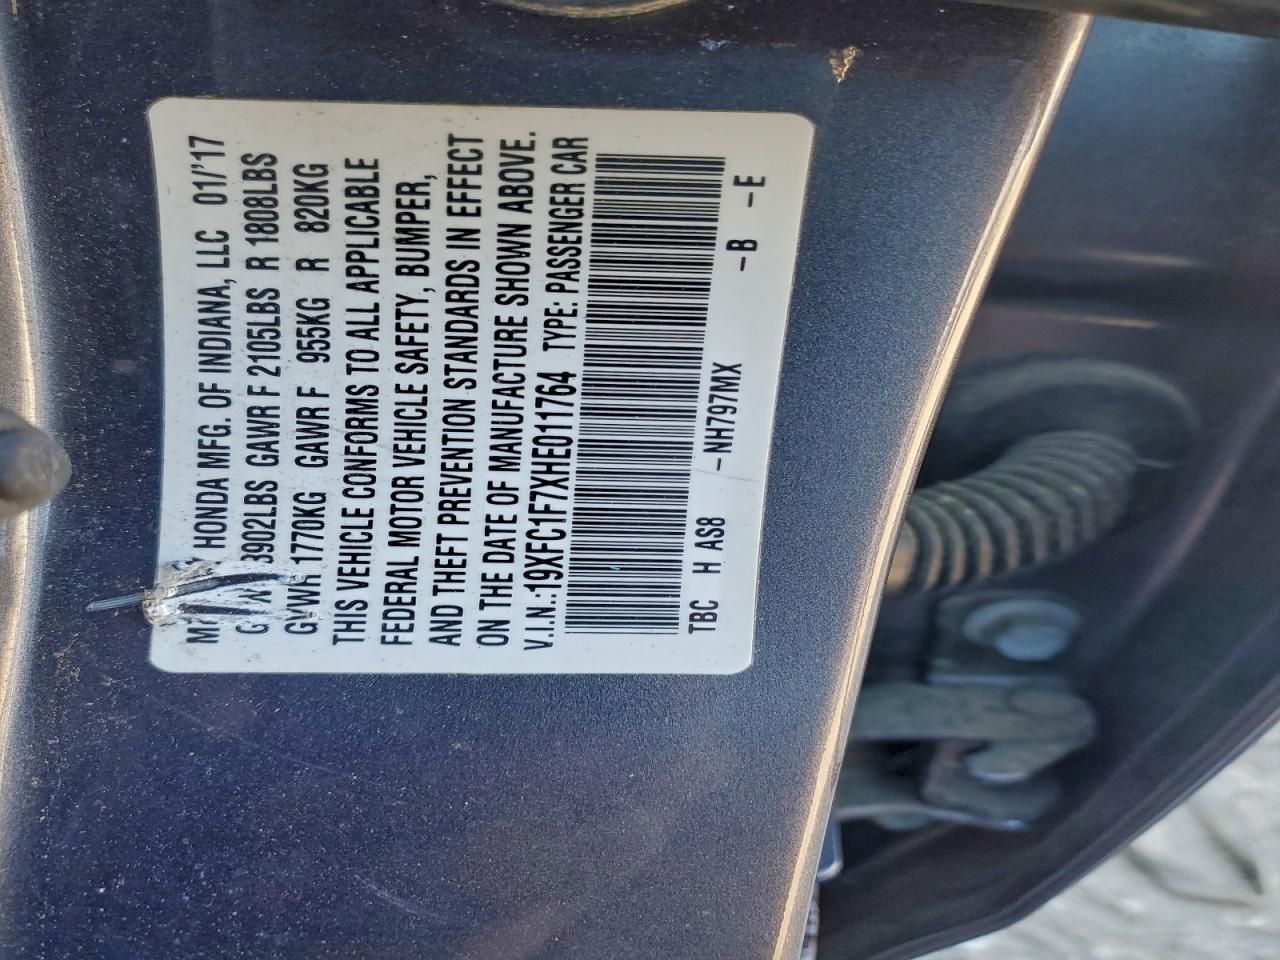 HONDA MFG. OF INDIANA, LLC 01/'17
3902LBS GAWR F 2105LBS R 1808LBS
GVWR 1770KG GAWR F 955KG R 820KG
THIS VEHICLE CONFORMS TO ALL APPLICABLE
FEDERAL MOTOR VEHICLE SAFETY, BUMPER,
AND THEFT PREVENTION STANDARDS IN EFFECT
ON THE DATE OF MANUFACTURE SHOWN ABOVE.
V.I.N.:19XFC1F7XHE011764 TYPE: PASSENGER CAR
TBC H AS8 -NH797MX -B -E